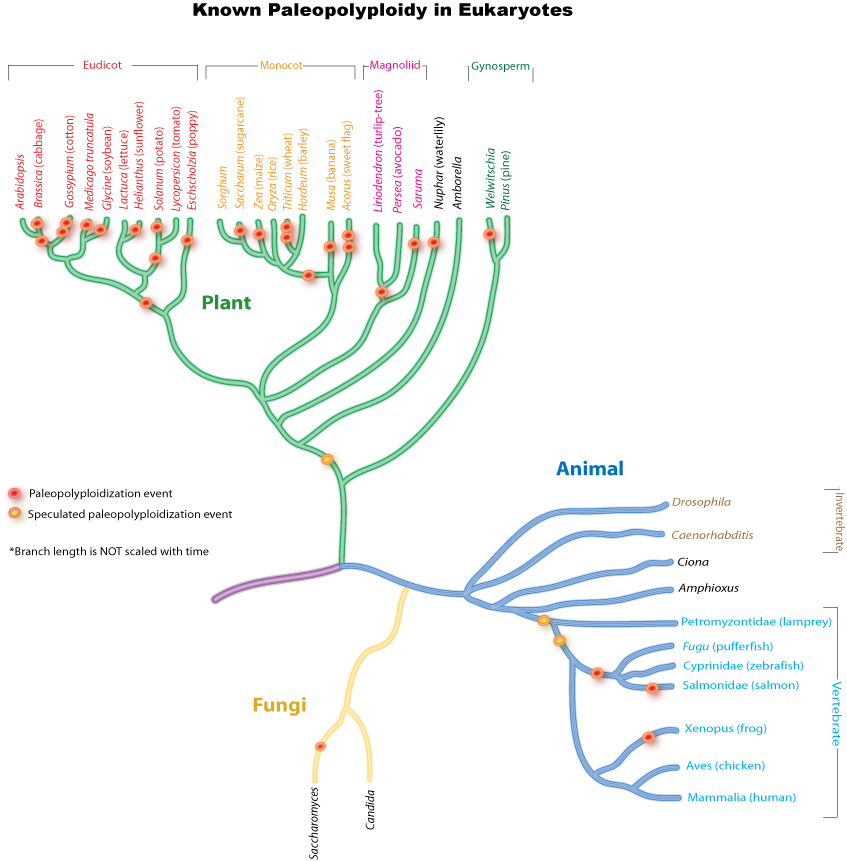 Known Paleopolyploidy in Eukaryotes
Eudicot
Monocot
Magnoliid
Gynosperm
Arabidopsis
Brassica (cabbage)
Gossypium (cotton)
Medicago truncatula
Glycine (soybean)
Lactuca (lettuce)
Helianthus (sunflower)
Solanum (potato)
Lycopersicon (tomato)
Eschscholzia (poppy)
Sorghum
Saccharum (sugarcane)
Zea (maize)
Oryza (rice)
Triticum (wheat)
Hordeum (barley)
Musa (banana)
Acorus (sweet flag)
Liriodendron (turlip-tree)
Persea (avocado)
Saruma
Nuphar (waterlily)
Amborella
Welwitschia
Pinus (pine)
Plant
Animal
Paleopolyploidization event
Speculated paleopolyploidization event
*Branch length is NOT scaled with time
Drosophila
Caenorhabditis
Invertebrate
Ciona
Amphioxus
Petromyzontidae (lamprey)
Fugu (pufferfish)
Cyprinidae (zebrafish)
Salmonidae (salmon)
Vertebrate
Xenopus (frog)
Aves (chicken)
Mammalia (human)
Fungi
Saccharomyces
Candida